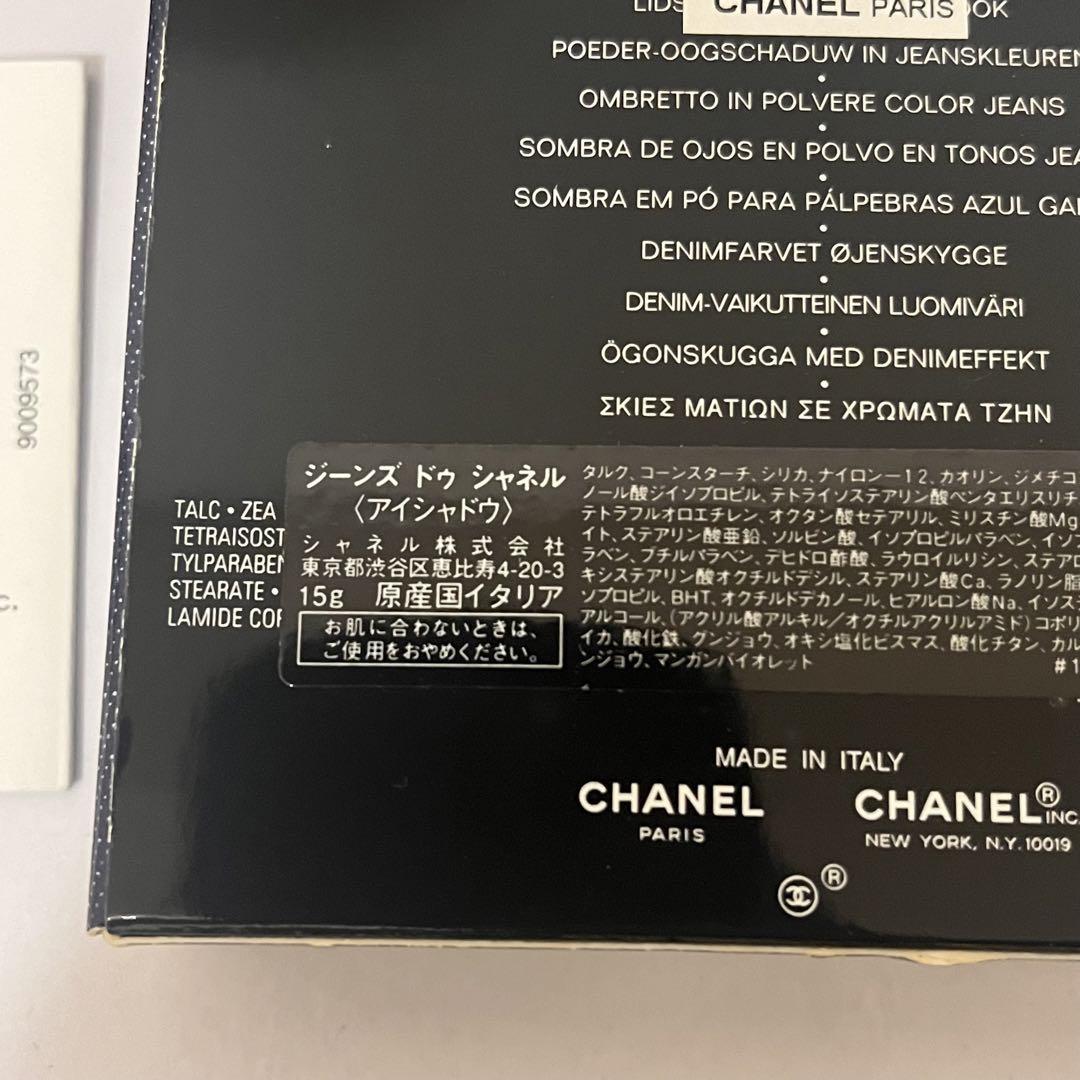 CHANEL PARIS
POEDER-OOGSCHADUW IN JEANSKLEUREN
OMBRETTO IN POLVERE COLOR JEANS
SOMBRA DE OJOS EN POLVO EN TONOS
SOMBRA EM PÓ PARA PÁLPEBRAS AZUL
DENIMFARVET ØJENSKYGGE
DENIM-VAIKUTTEINEN LUOMIVÄRI
ÖGONSKUGGA MED DENIMEFFEKT
ΣΚΙΕΣ ΜΑΤΙΩΝ ΣΕ ΧΡΩΜΑΤΑ ΤΖΗΝ
9009573
TALC • ZEA
TETRAISOST
TYLPARABEN
STEARATE •
LAMIDE COP
ジーンズ ドゥ シャネル
〈アイシャドウ〉
シャネル株式会社
東京都渋谷区恵比寿4-20-3
15g 原産国イタリア
お肌に合わないときは、
ご使用をおやめください。
タルク、コーンスターチ、シリカ、ナイロン－12、カオリン、ジメチコ
ノール酸ジイソプロピル、テトライソステアリン酸ペンタエリスリチ
テトラフルオロエチレン、オクタン酸セテアリル、ミリスチン酸Mg
イト、ステアリン酸亜鉛、ソルビン酸、イソプロピルパラベン、イソブ
ラベン、ブチルパラベン、デヒドロ酢酸、ラウロイルリシン、ステアロ
キシステアリン酸オクチルドデシル、ステアリン酸Ca、ラノリン脂
ソプロピル、BHT、オクチルドデカノール、ヒアルロン酸Na、イソステ
アルコール、(アクリル酸アルキル／オクチルアクリルアミド)コポリ
イカ、酸化鉄、グンジョウ、オキシ塩化ビスマス、酸化チタン、カル
ンジョウ、マンガンバイオレット
#1
MADE IN ITALY
CHANEL
PARIS
CHANEL® INC.
NEW YORK, N.Y. 10019
®